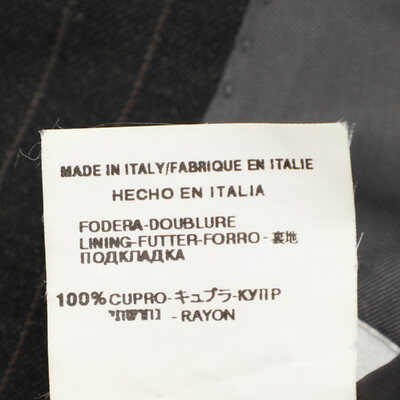 MADE IN ITALY/FABRIQUE EN ITALIE
HECHO EN ITALIA
FODERA-DOUBLURE
LINING-FUTTER-FORRO - 裏地
ПОДКЛАДКА
100% CUPRO-キュプラ-КУПР
- RAYON